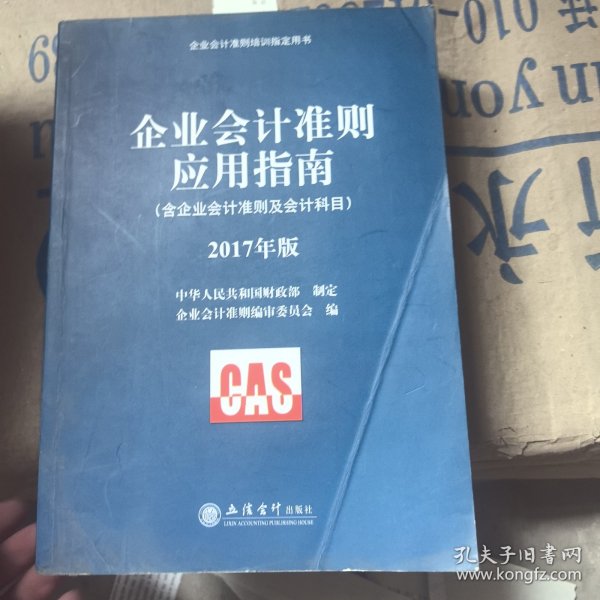 企业会计准则培训指定用书
企业会计准则
应用指南
(含企业会计准则及会计科目)
2017年版
中华人民共和国财政部 制定
企业会计准则编审委员会 编
CAS
立信会计出版社
LIXIN ACCOUNTING PUBLISHING HOUSE
010-
永
孔夫子旧书网
www.kongfz.com